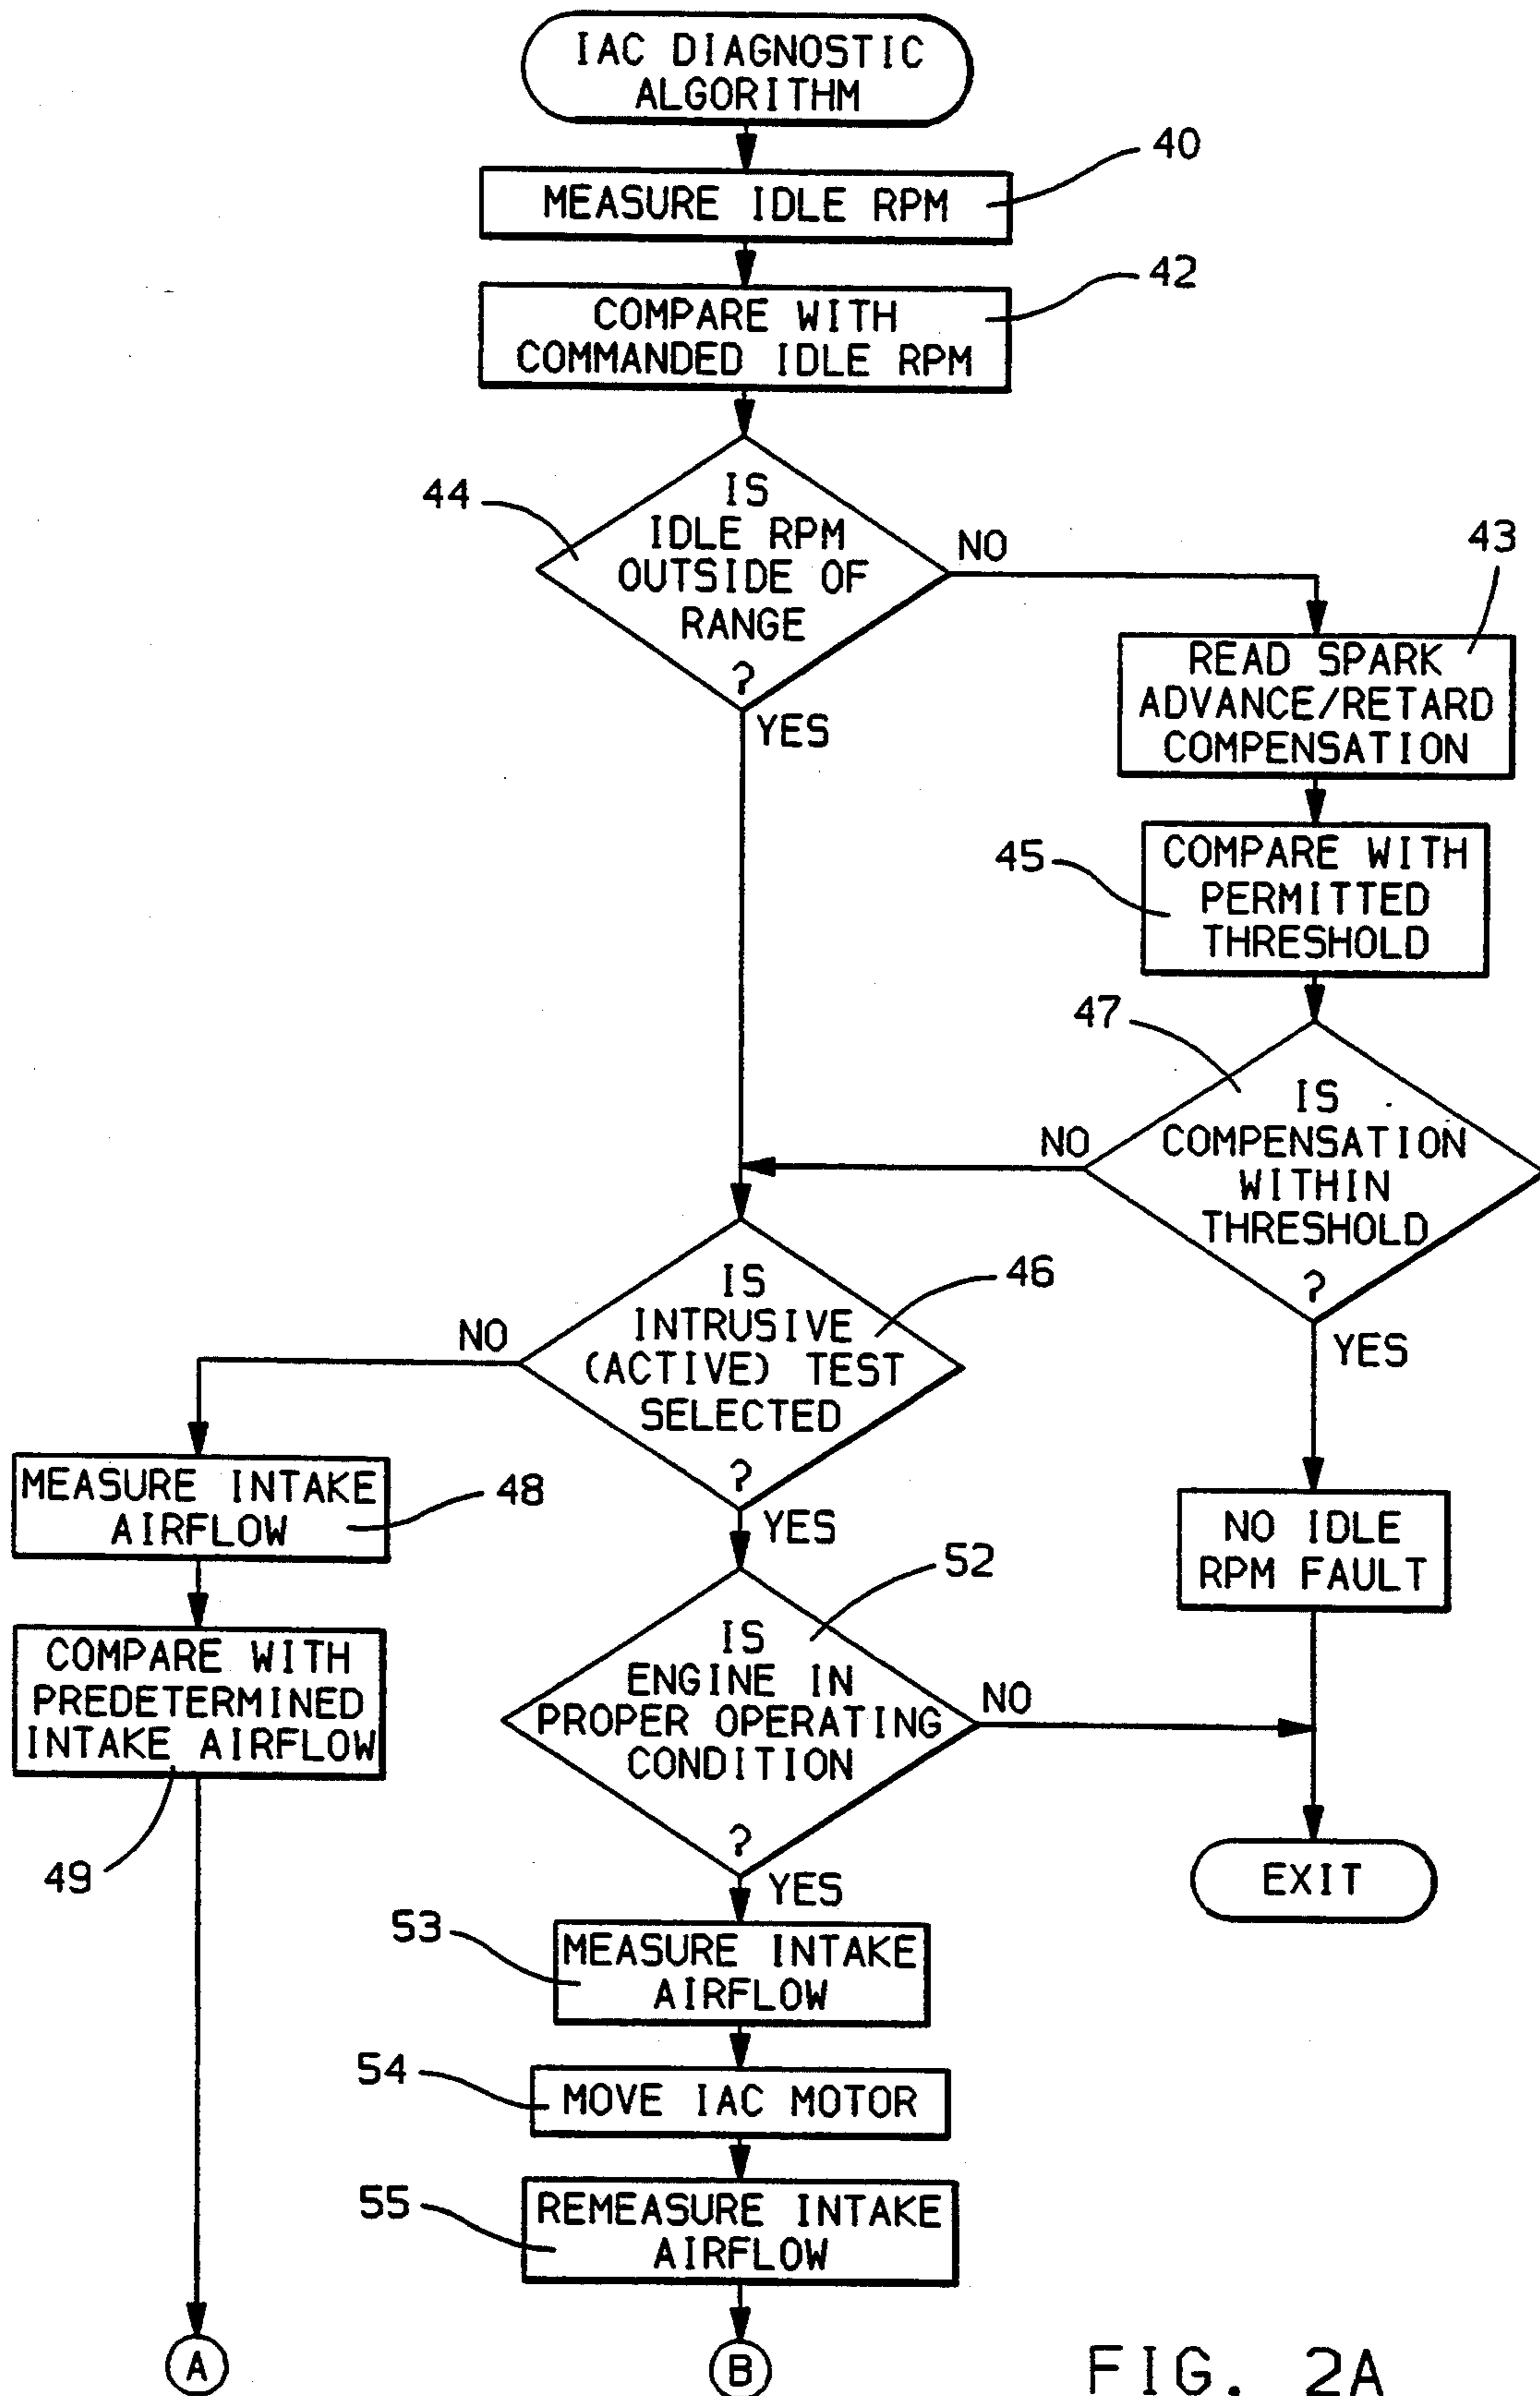 IAC DIAGNOSTIC
ALGORITHM
40
MEASURE IDLE RPM
42
COMPARE WITH
COMMANDED IDLE RPM
44
IS
IDLE RPM
OUTSIDE OF
RANGE
?
NO
YES
43
READ SPARK
ADVANCE/RETARD
COMPENSATION
45
COMPARE WITH
PERMITTED
THRESHOLD
47
IS
COMPENSATION
WITHIN
THRESHOLD
?
NO
YES
46
IS
INTRUSIVE
(ACTIVE) TEST
SELECTED
?
NO
YES
MEASURE INTAKE
AIRFLOW
48
COMPARE WITH
PREDETERMINED
INTAKE AIRFLOW
49
52
IS
ENGINE IN
PROPER OPERATING
CONDITION
?
NO
YES
NO IDLE
RPM FAULT
EXIT
53
MEASURE INTAKE
AIRFLOW
54
MOVE IAC MOTOR
55
REMEASURE INTAKE
AIRFLOW
A
B
FIG. 2A